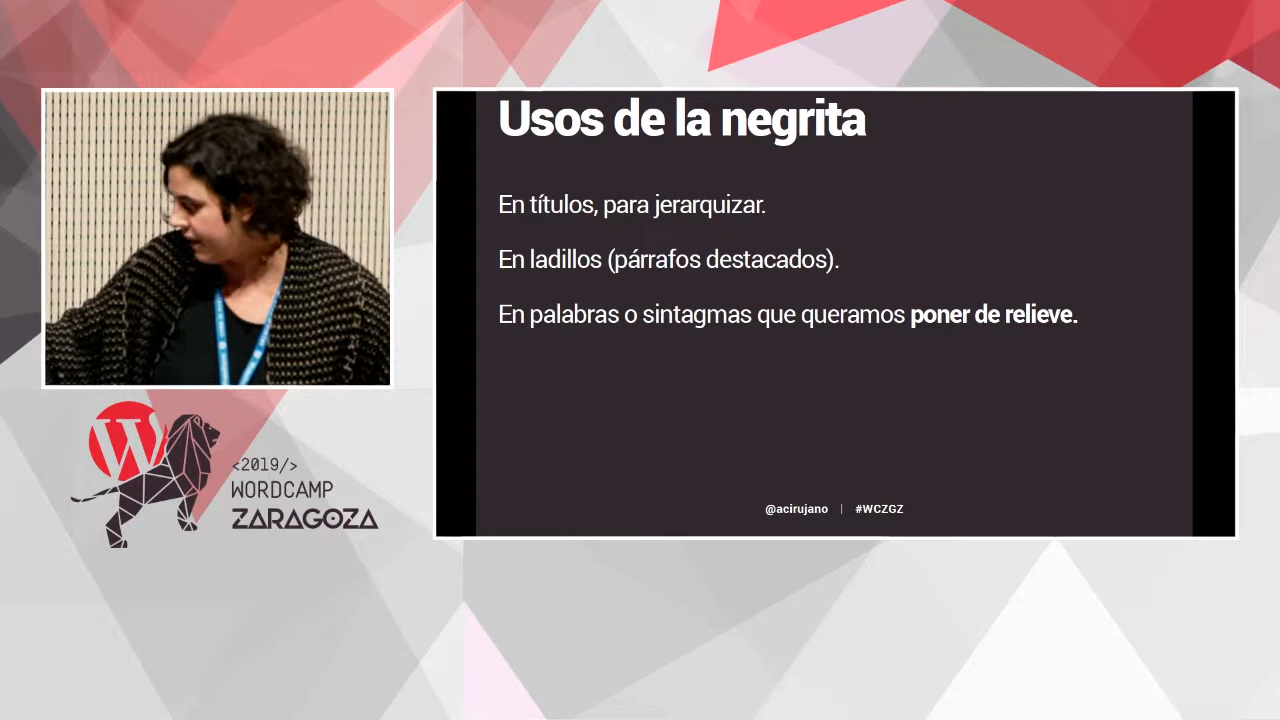 Usos de la negrita
En títulos, para jerarquizar.
En ladillos (párrafos destacados).
En palabras o sintagmas que queramos poner de relieve.
@acirujano | #WCZGZ
W
<2019/>
WORDCAMP
ZARAGOZA